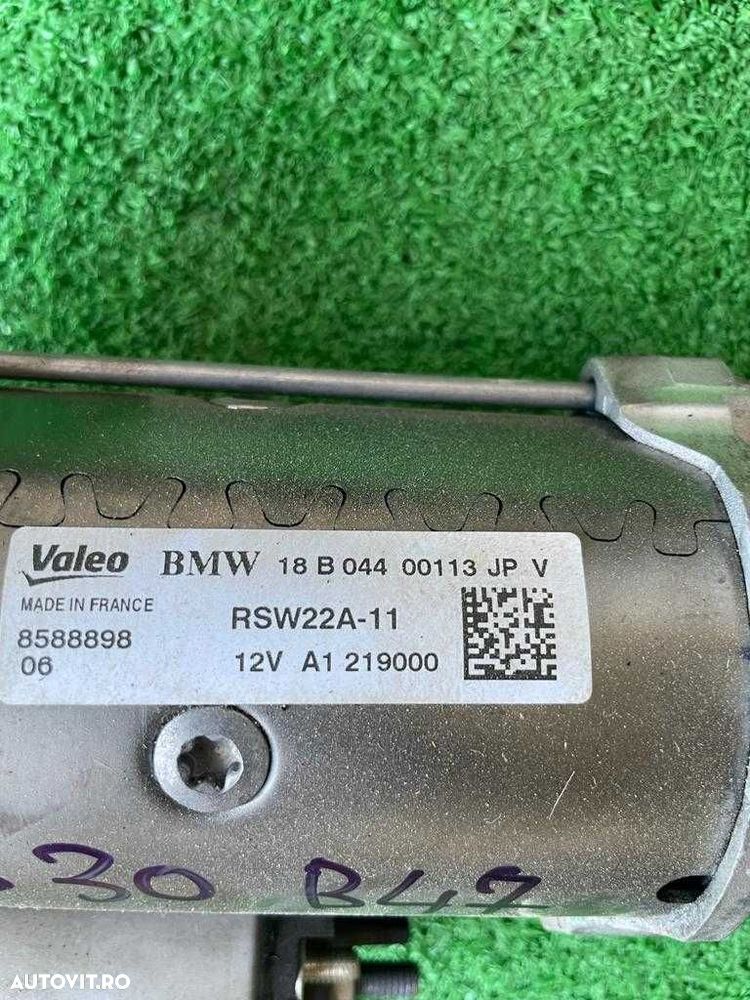 Valeo BMW 18 B 044 00113 JP V
MADE IN FRANCE
RSW22A-11
8588898
06
12V A1 219000
30 B47
AUTOVIT.RO